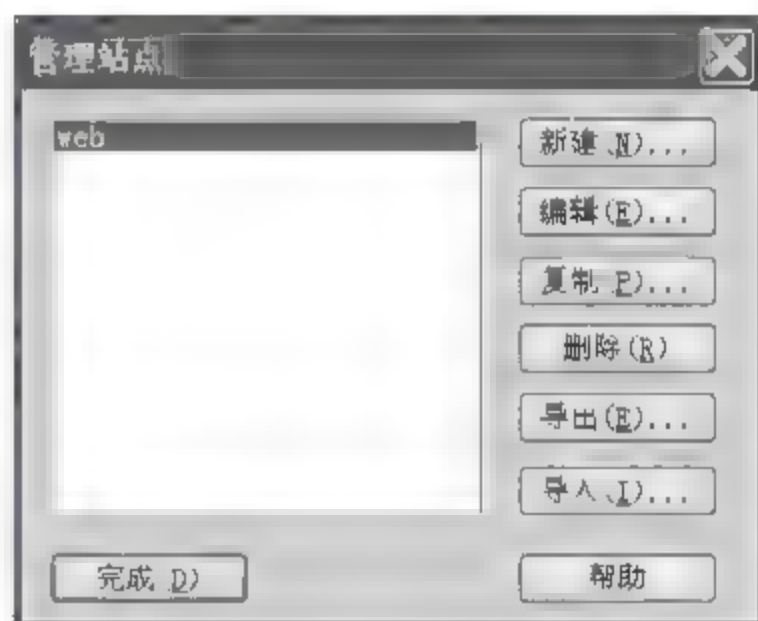 管理站点
web
新建(N)...
编辑(E)...
复制(P)...
删除(R)
导出(E)...
导入(I)...
完成(D)
帮助